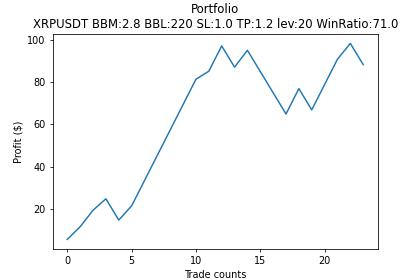 Portfolio
XRPUSDT BBM:2.8 BBL:220 SL:1.0 TP:1.2 lev:20 WinRatio:71.0
100
80
60
40
20
Profit ($)
0
5
10
15
20
Trade counts